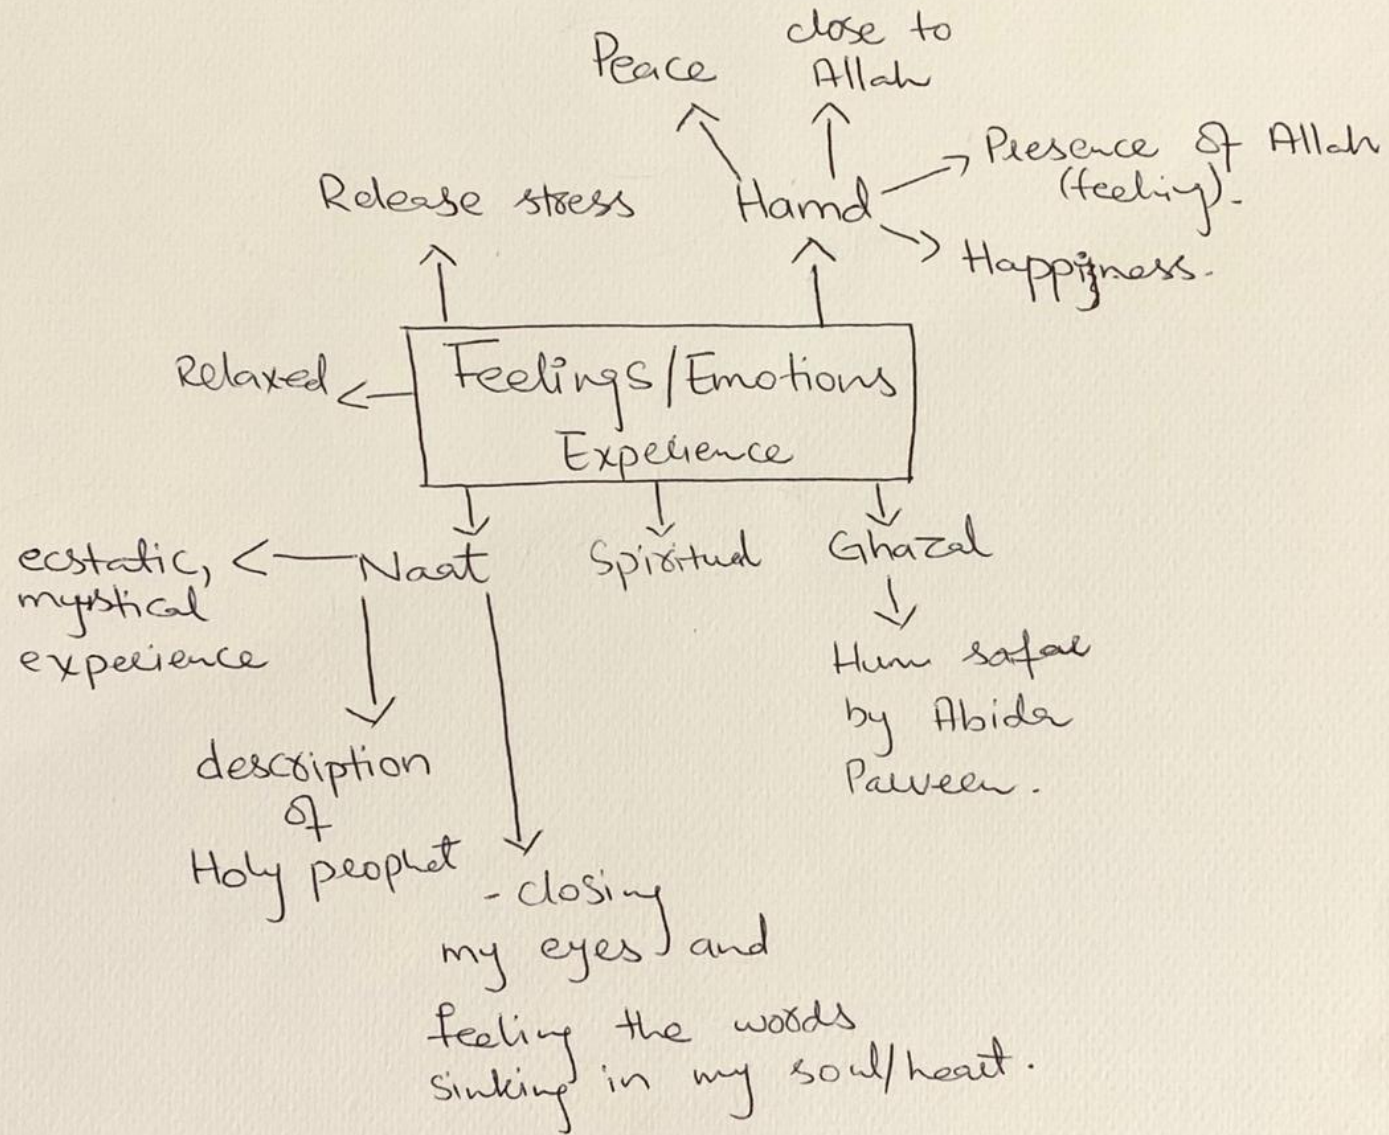 Peace
close to
Allah
Presence of Allah
(feeling).
Release stress
Hamd
Happiness.
Relaxed
Feelings/Emotions
Experience
Naat
Spiritual
Ghazal
ecstatic,
mystical
experience
Hum safar
by Abida
Parveen.
description
of
Holy prophet
- closing
my eyes and
feeling the words
sinking in my soul/heart.